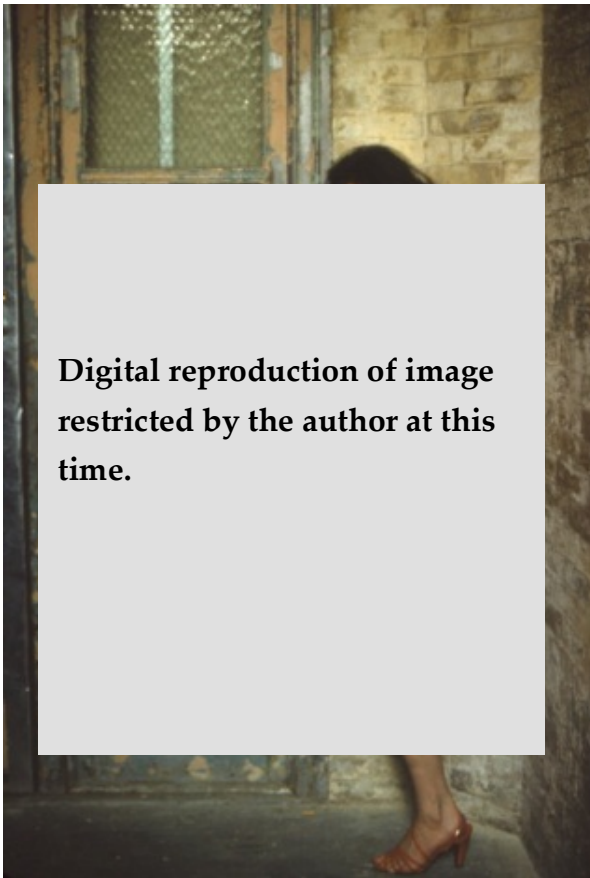 Digital reproduction of image
restricted by the author at this
time.